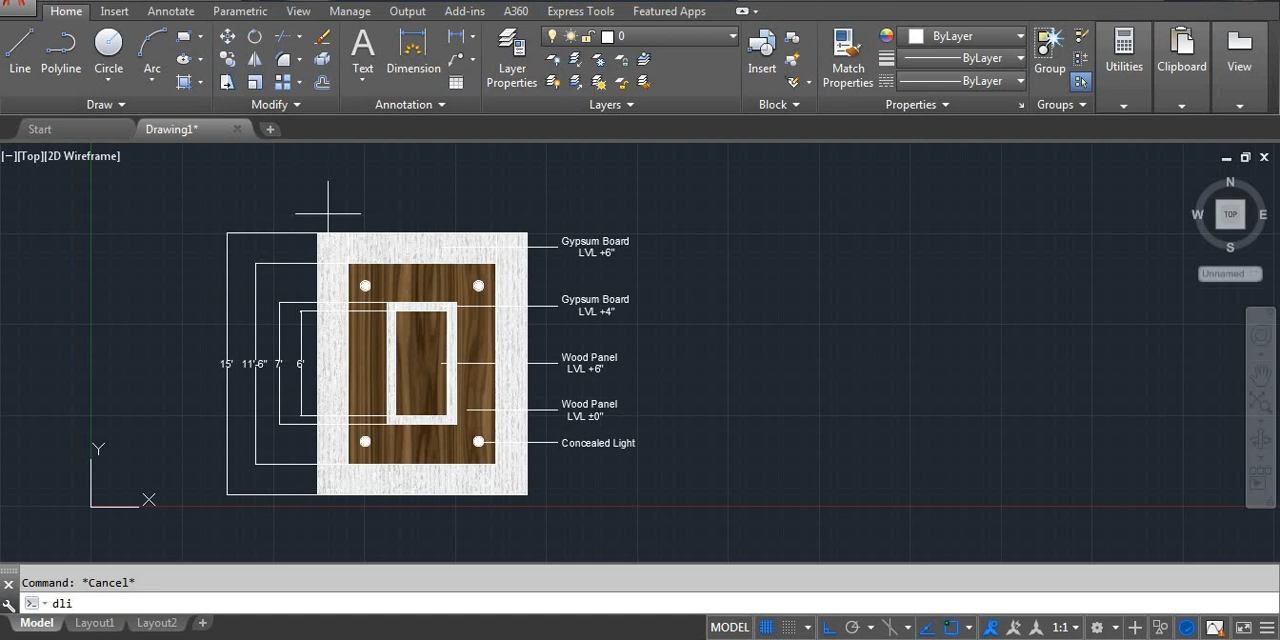 Home Insert Annotate Parametric View Manage Output Add-ins A360 Express Tools Featured Apps
Line Polyline Circle Arc Text Dimension Layer Properties 0 Insert Match Properties ByLayer ByLayer ByLayer Group Utilities Clipboard View
Draw Modify Annotation Layers Block Properties Groups
Start Drawing1*
[−][Top][2D Wireframe]
N
W TOP E
S
Unnamed
Gypsum Board
LVL +6"
Gypsum Board
LVL +4"
Wood Panel
LVL +6"
15' 11'-6" 7' 6'
Wood Panel
LVL ±0"
Concealed Light
Y
X
Command: *Cancel*
dli
Model Layout1 Layout2 + MODEL 1:1